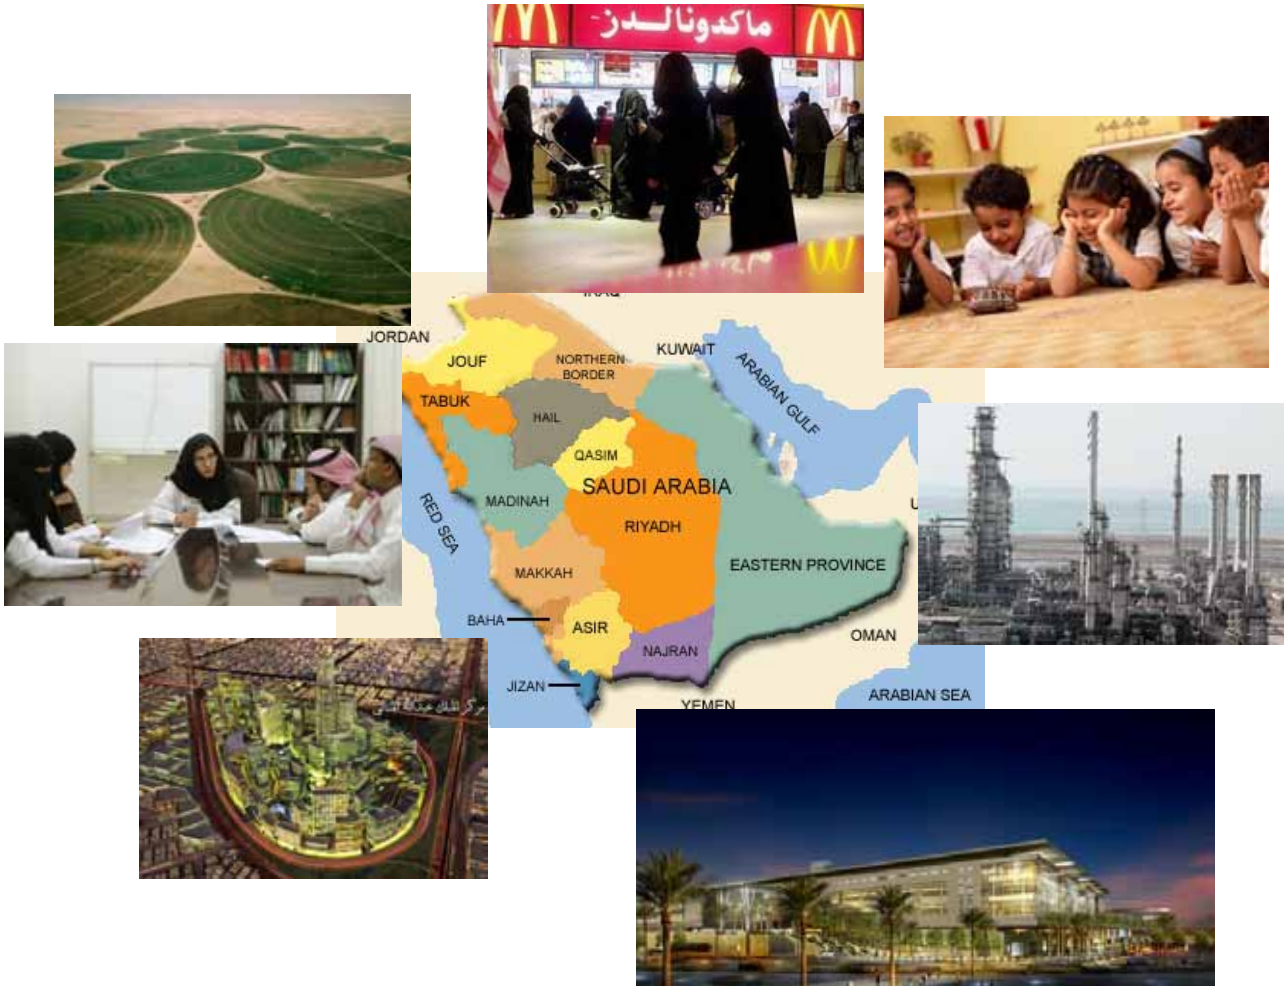 ماكدونالدز
IRAQ
JORDAN
KUWAIT
JOUF
NORTHERN
BORDER
ARABIAN GULF
TABUK
HAIL
QASIM
SAUDI ARABIA
MADINAH
RED SEA
RIYADH
EASTERN PROVINCE
MAKKAH
BAHA
ASIR
OMAN
NAJRAN
JIZAN
ARABIAN SEA
YEMEN